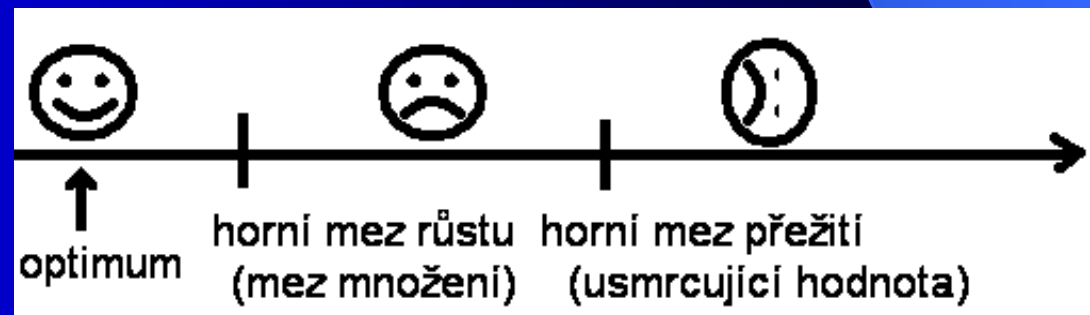 optimum
horní mez růstu
(mez množení)
horní mez přežití
(usmrcující hodnota)